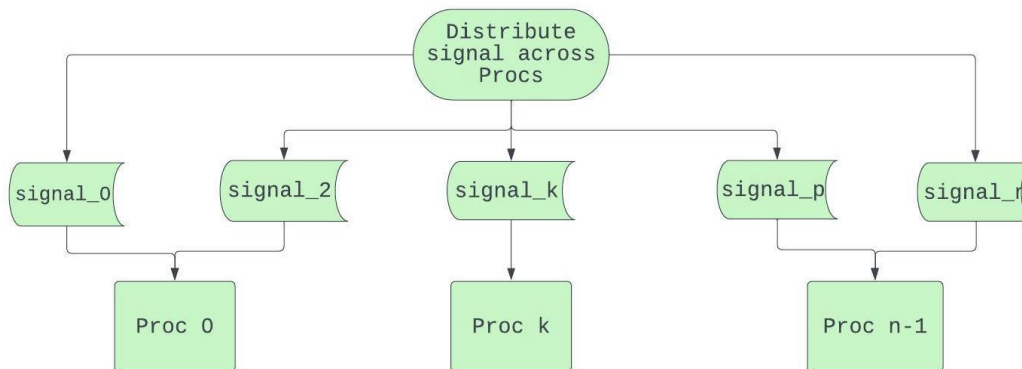 Distribute
signal across
Procs
signal_0
signal_2
signal_k
signal_p
Proc 0
Proc k
Proc n-1